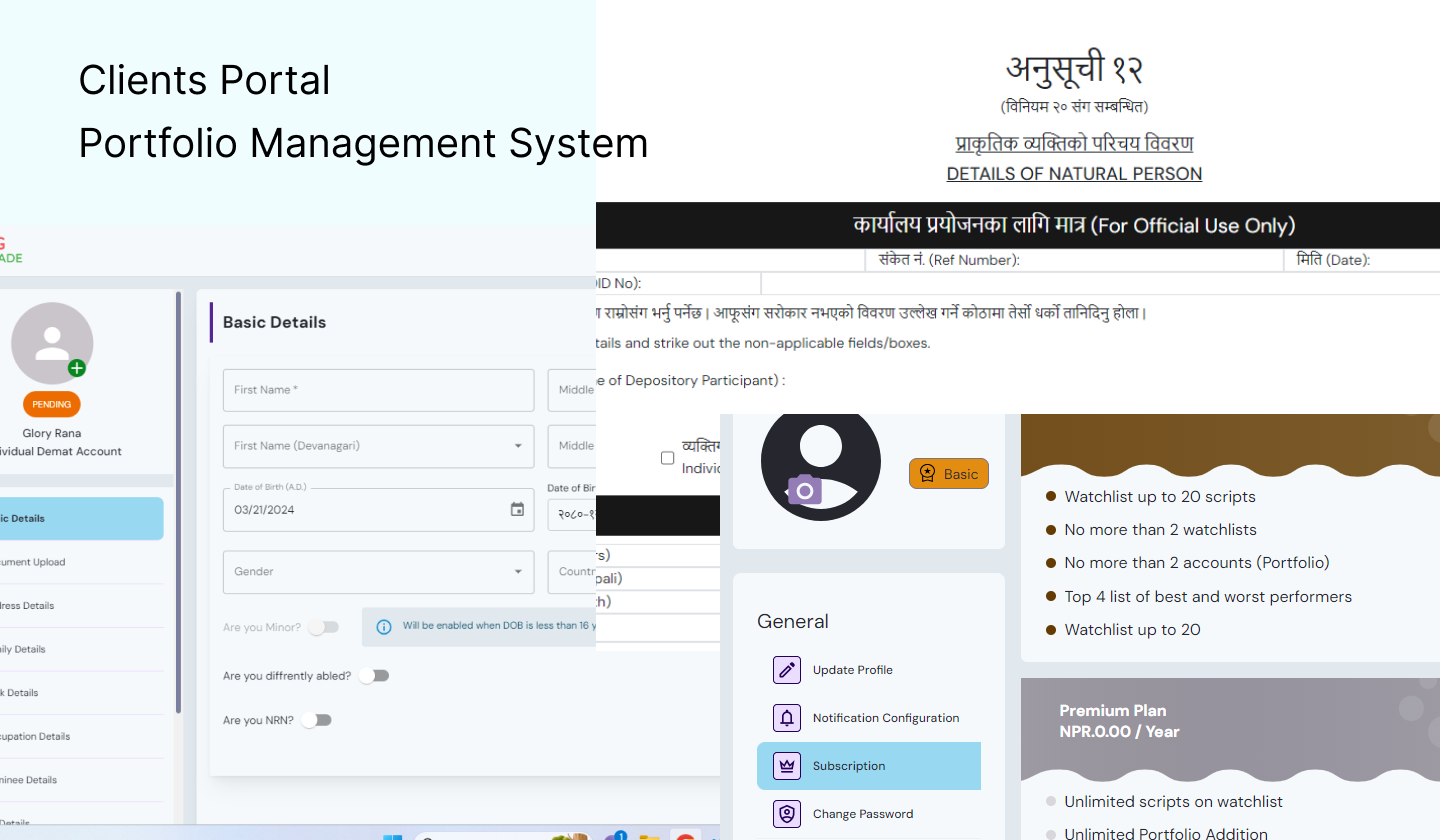 Clients Portal
Portfolio Management System
G
ADE
PENDING
Glory Rana
ividual Demat Account
ic Details
ument Upload
ress Details
ily Details
k Details
upation Details
minee Details
Details
Basic Details
First Name *
Middle
First Name (Devanagari)
Middle
Date of Birth (A.D.)
03/21/2024
Date of Bir
२०८०-१
Gender
Countr
Are you Minor?
Will be enabled when DOB is less than 16 y
Are you diffrently abled?
Are you NRN?
अनुसूची १२
(विनियम २० संग सम्बन्धित)
प्राकृतिक व्यक्तिको परिचय विवरण
DETAILS OF NATURAL PERSON
कार्यालय प्रयोजनका लागि मात्र (For Official Use Only)
संकेत नं. (Ref Number):
मिति (Date):
ID No):
राम्रोसंग भर्नु पर्नेछ। आफूसंग सरोकार नभएको विवरण उल्लेख गर्ने कोठामा तेर्सो धर्को तानिदिनु होला।
tails and strike out the non-applicable fields/boxes.
e of Depository Participant) :
व्यक्तिग
Individ
rs)
pali)
th)
Basic
General
Update Profile
Notification Configuration
Subscription
Change Password
Watchlist up to 20 scripts
No more than 2 watchlists
No more than 2 accounts (Portfolio)
Top 4 list of best and worst performers
Watchlist up to 20
Premium Plan
NPR.0.00 / Year
Unlimited scripts on watchlist
Unlimited Portfolio Addition
1